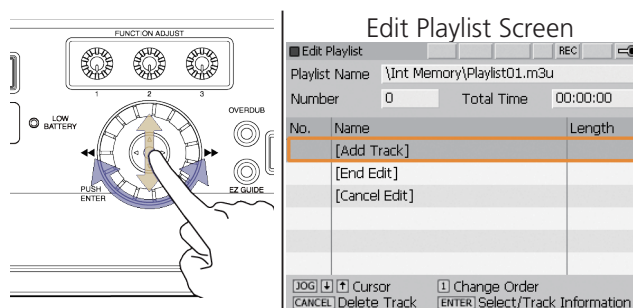 FUNCTION ADJUST
1 2 3
LOW
BATTERY
OVERDUB
PUSH
ENTER
EZ GUIDE
Edit Playlist Screen
Edit Playlist REC
Playlist Name \Int Memory\Playlist01.m3u
Number 0 Total Time 00:00:00
No. Name Length
[Add Track]
[End Edit]
[Cancel Edit]
JOG Cursor 1 Change Order
CANCEL Delete Track ENTER Select/Track Information